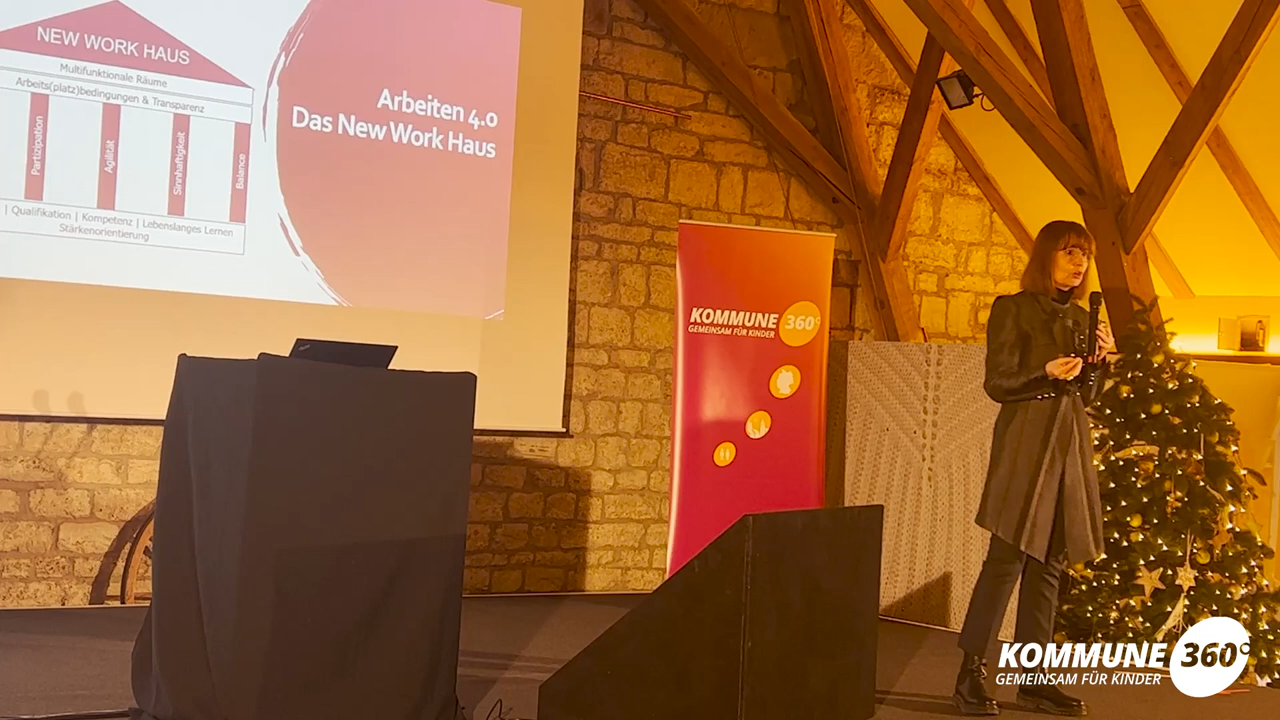 NEW WORK HAUS
Multifunktionale Räume
Arbeits(platz)bedingungen & Transparenz
Partizipation
Agilität
Sinnhaftigkeit
Balance
| Qualifikation | Kompetenz | Lebenslanges Lernen
Stärkenorientierung
Arbeiten 4.0
Das New Work Haus
KOMMUNE 360°
GEMEINSAM FÜR KINDER
KOMMUNE 360°
GEMEINSAM FÜR KINDER